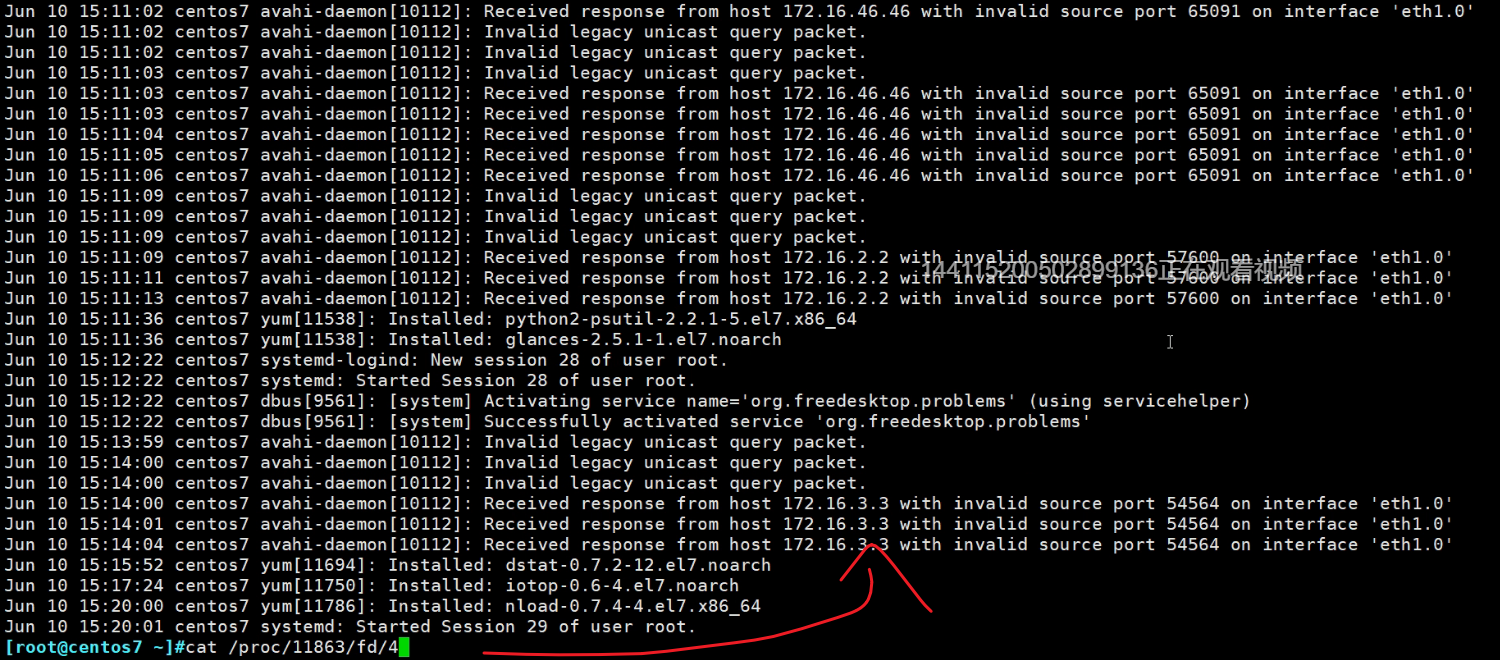 Jun 10 15:11:02 centos7 avahi-daemon[10112]: Received response from host 172.16.46.46 with invalid source port 65091 on interface 'eth1.0'
Jun 10 15:11:02 centos7 avahi-daemon[10112]: Invalid legacy unicast query packet.
Jun 10 15:11:02 centos7 avahi-daemon[10112]: Invalid legacy unicast query packet.
Jun 10 15:11:03 centos7 avahi-daemon[10112]: Invalid legacy unicast query packet.
Jun 10 15:11:03 centos7 avahi-daemon[10112]: Received response from host 172.16.46.46 with invalid source port 65091 on interface 'eth1.0'
Jun 10 15:11:03 centos7 avahi-daemon[10112]: Received response from host 172.16.46.46 with invalid source port 65091 on interface 'eth1.0'
Jun 10 15:11:04 centos7 avahi-daemon[10112]: Received response from host 172.16.46.46 with invalid source port 65091 on interface 'eth1.0'
Jun 10 15:11:05 centos7 avahi-daemon[10112]: Received response from host 172.16.46.46 with invalid source port 65091 on interface 'eth1.0'
Jun 10 15:11:06 centos7 avahi-daemon[10112]: Received response from host 172.16.46.46 with invalid source port 65091 on interface 'eth1.0'
Jun 10 15:11:09 centos7 avahi-daemon[10112]: Invalid legacy unicast query packet.
Jun 10 15:11:09 centos7 avahi-daemon[10112]: Invalid legacy unicast query packet.
Jun 10 15:11:09 centos7 avahi-daemon[10112]: Invalid legacy unicast query packet.
Jun 10 15:11:09 centos7 avahi-daemon[10112]: Received response from host 172.16.2.2 with invalid source port 57600 on interface 'eth1.0'
144115200502899136正在观看视频
Jun 10 15:11:11 centos7 avahi-daemon[10112]: Received response from host 172.16.2.2 with invalid source port 57600 on interface 'eth1.0'
Jun 10 15:11:13 centos7 avahi-daemon[10112]: Received response from host 172.16.2.2 with invalid source port 57600 on interface 'eth1.0'
Jun 10 15:11:36 centos7 yum[11538]: Installed: python2-psutil-2.2.1-5.el7.x86_64
Jun 10 15:11:36 centos7 yum[11538]: Installed: glances-2.5.1-1.el7.noarch
Jun 10 15:12:22 centos7 systemd-logind: New session 28 of user root.
Jun 10 15:12:22 centos7 systemd: Started Session 28 of user root.
Jun 10 15:12:22 centos7 dbus[9561]: [system] Activating service name='org.freedesktop.problems' (using servicehelper)
Jun 10 15:12:22 centos7 dbus[9561]: [system] Successfully activated service 'org.freedesktop.problems'
Jun 10 15:13:59 centos7 avahi-daemon[10112]: Invalid legacy unicast query packet.
Jun 10 15:14:00 centos7 avahi-daemon[10112]: Invalid legacy unicast query packet.
Jun 10 15:14:00 centos7 avahi-daemon[10112]: Invalid legacy unicast query packet.
Jun 10 15:14:00 centos7 avahi-daemon[10112]: Received response from host 172.16.3.3 with invalid source port 54564 on interface 'eth1.0'
Jun 10 15:14:01 centos7 avahi-daemon[10112]: Received response from host 172.16.3.3 with invalid source port 54564 on interface 'eth1.0'
Jun 10 15:14:04 centos7 avahi-daemon[10112]: Received response from host 172.16.3.3 with invalid source port 54564 on interface 'eth1.0'
Jun 10 15:15:52 centos7 yum[11694]: Installed: dstat-0.7.2-12.el7.noarch
Jun 10 15:17:24 centos7 yum[11750]: Installed: iotop-0.6-4.el7.noarch
Jun 10 15:20:00 centos7 yum[11786]: Installed: nload-0.7.4-4.el7.x86_64
Jun 10 15:20:01 centos7 systemd: Started Session 29 of user root.
[root@centos7 ~]#cat /proc/11863/fd/4